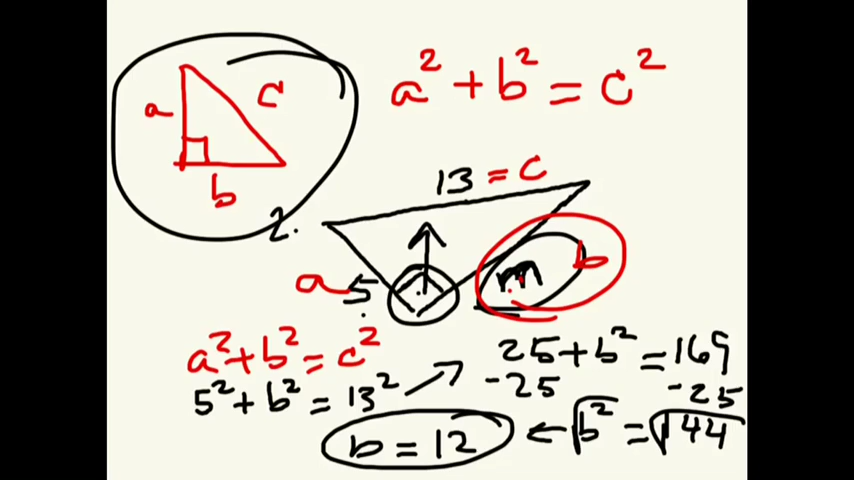 a² + b² = c²
a
c
b
2.
13 = c
a
5
m
b
a² + b² = c²
5² + b² = 13²
25 + b² = 169
-25 -25
√b² = √144
b = 12